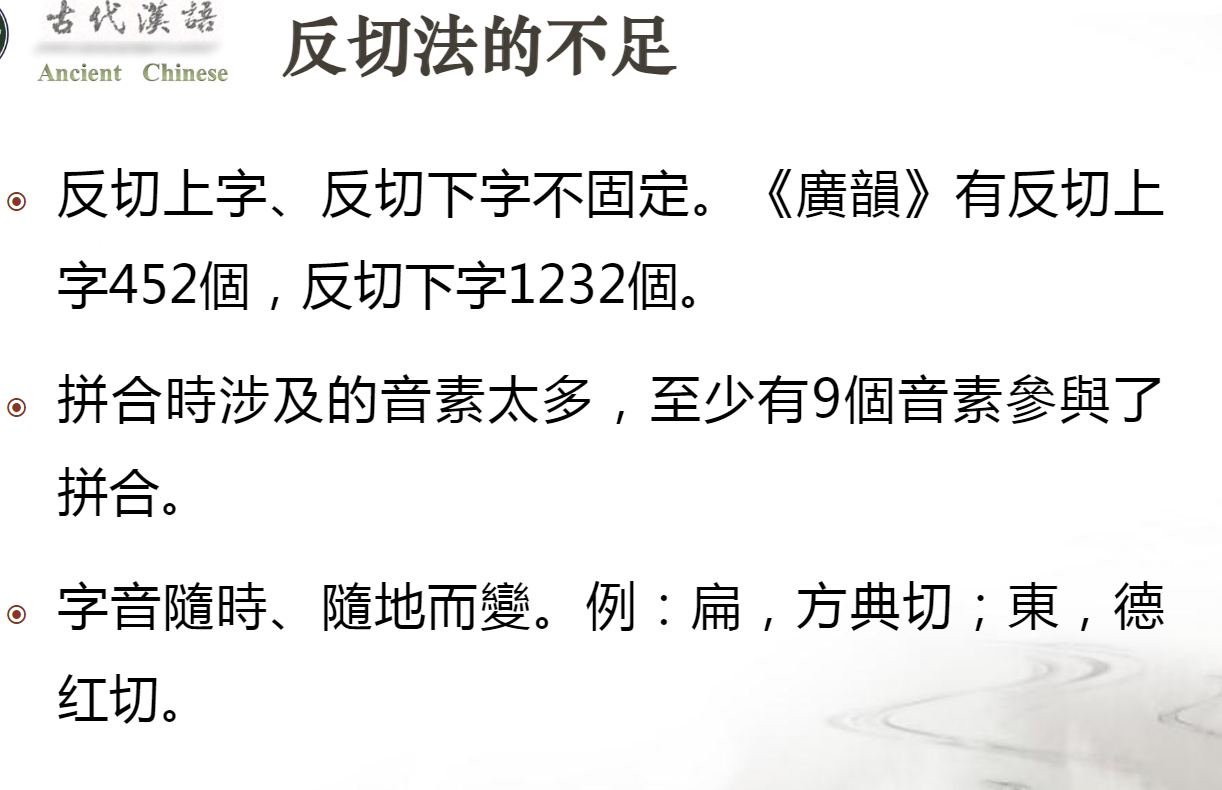 古代漢語
Ancient Chinese
反切法的不足
反切上字、反切下字不固定。《廣韻》有反切上
字452個，反切下字1232個。
拼合時涉及的音素太多，至少有9個音素參與了
拼合。
字音隨時、隨地而變。例：扁，方典切；東，德
红切。